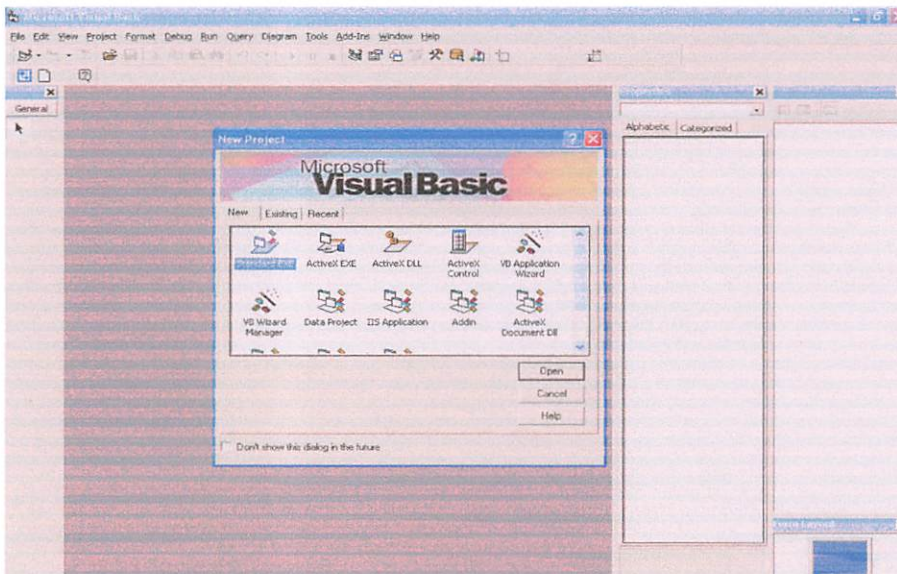 Microsoft Visual Basic
File Edit View Project Format Debug Run Query Diagram Tools Add-Ins Window Help
General
Alphabetic Categorized
New Project
Microsoft
Visual Basic
New Existing Recent
Standard EXE ActiveX EXE ActiveX DLL ActiveX Control VB Application Wizard
VB Wizard Manager Data Project IIS Application Addin ActiveX Document Dll
Open
Cancel
Help
Don't show this dialog in the future